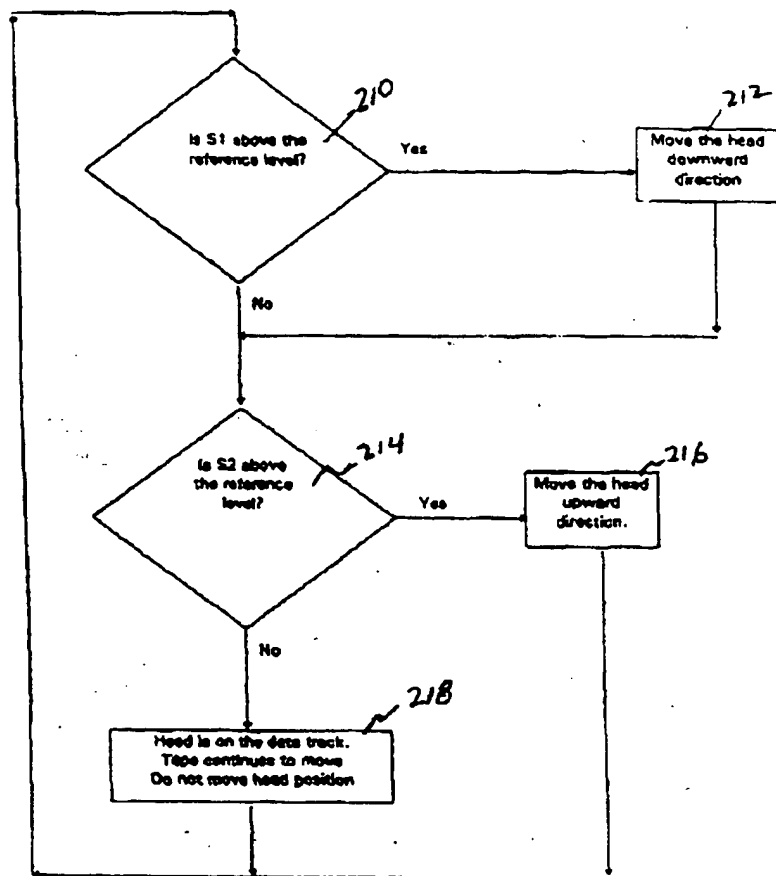 210
Is S1 above the
reference level?
Yes
212
Move the head
downward
direction
No
214
Is S2 above
the reference
level?
Yes
216
Move the head
upward
direction.
No
218
Head is on the data track.
Tape continues to move
Do not move head position